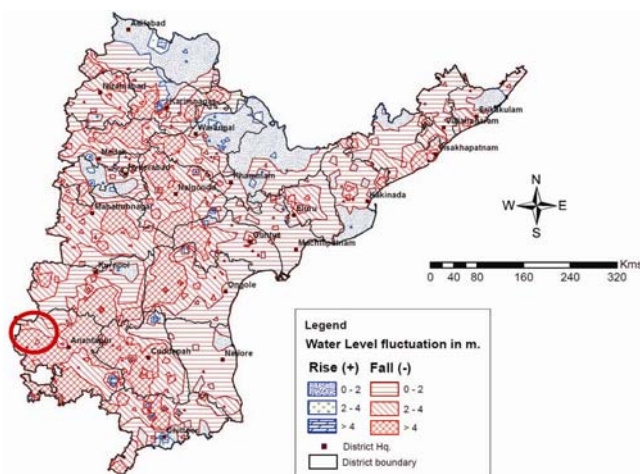 Adilabad
Nizamabad
Karimnagar
Warangal
Srikakulam
Vizianagaram
Visakhapatnam
Medak
Hyderabad
Khammam
Nalgonda
Mahabubnagar
Eluru
Kakinada
Guntur
Machilipatnam
Kurnool
Ongole
Anantapur
Cuddapah
Nellore
Chittoor
N
W E
S
Kms
0 20 40 80 160 240 320
Legend
Water Level fluctuation in m.
Rise (+) Fall (-)
0 - 2 0 - 2
2 - 4 2 - 4
> 4 > 4
District Hq.
District boundary